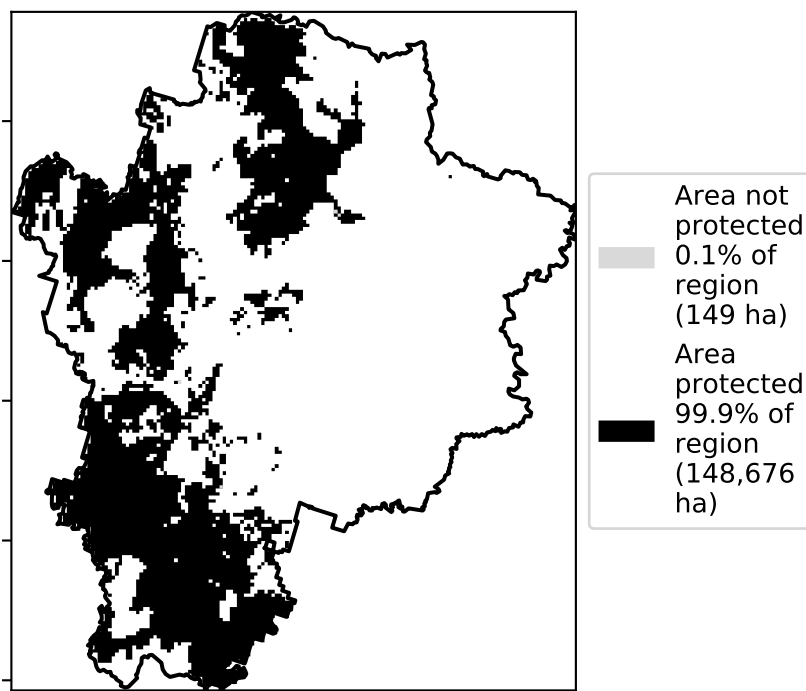 Area not
protected
0.1% of
region
(149 ha)
Area
protected
99.9% of
region
(148,676
ha)